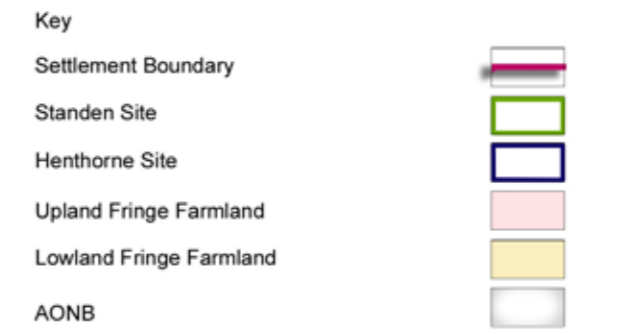 Key
Settlement Boundary
Standen Site
Henthorne Site
Upland Fringe Farmland
Lowland Fringe Farmland
AONB